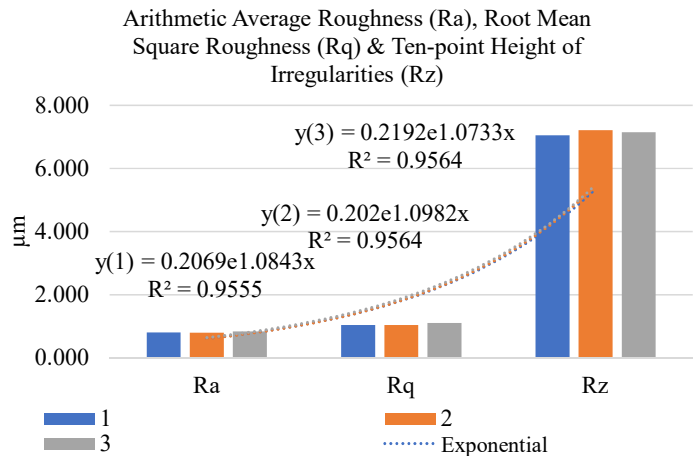 Arithmetic Average Roughness (Ra), Root Mean
Square Roughness (Rq) & Ten-point Height of
Irregularities (Rz)
8.000
y(3) = 0.2192e1.0733x
R² = 0.9564
6.000
µm
4.000
y(2) = 0.202e1.0982x
R² = 0.9564
y(1) = 0.2069e1.0843x
R² = 0.9555
2.000
0.000
Ra Rq Rz
1 2
3 Exponential